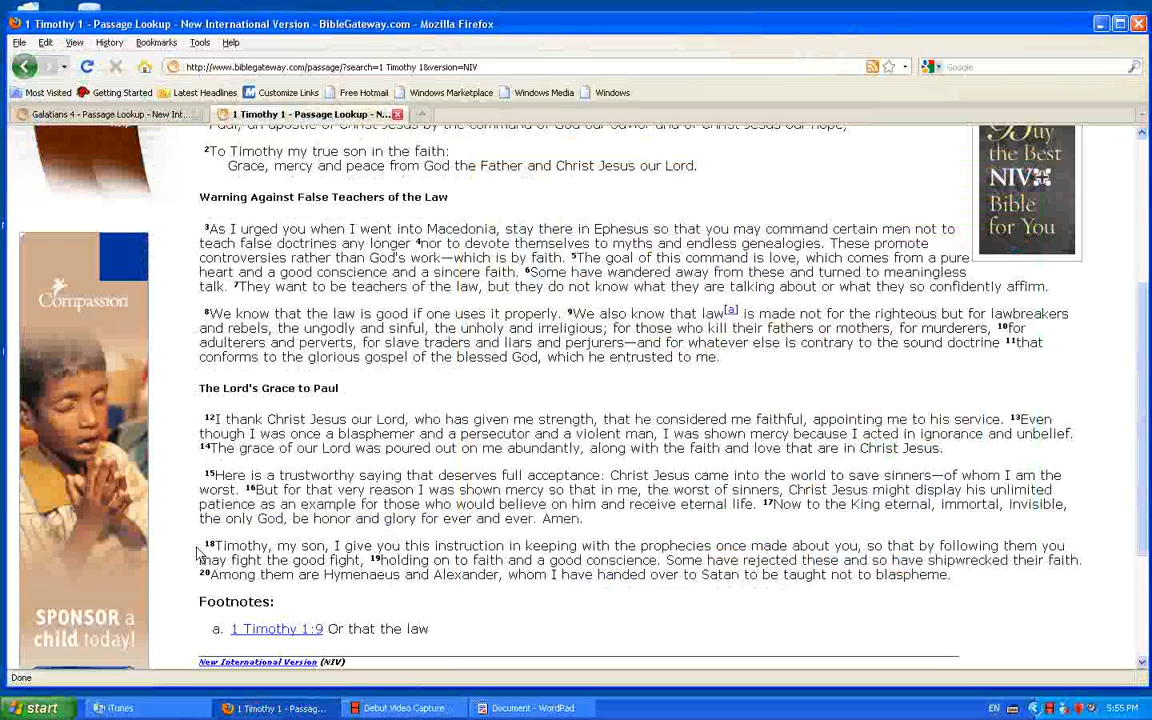 1 Timothy 1 - Passage Lookup - New International Version - BibleGateway.com - Mozilla Firefox
File Edit View History Bookmarks Tools Help
http://www.biblegateway.com/passage/?search=1 Timothy 1&version=NIV
Google
Most Visited Getting Started Latest Headlines Customize Links Free Hotmail Windows Marketplace Windows Media Windows
Galatians 4 - Passage Lookup - New Int...
1 Timothy 1 - Passage Lookup - N...
Paul, an apostle of Christ Jesus by the command of God our Savior and of Christ Jesus our hope,
2To Timothy my true son in the faith:
Grace, mercy and peace from God the Father and Christ Jesus our Lord.
Warning Against False Teachers of the Law
3As I urged you when I went into Macedonia, stay there in Ephesus so that you may command certain men not to
teach false doctrines any longer 4nor to devote themselves to myths and endless genealogies. These promote
controversies rather than God's work—which is by faith. 5The goal of this command is love, which comes from a pure
heart and a good conscience and a sincere faith. 6Some have wandered away from these and turned to meaningless
talk. 7They want to be teachers of the law, but they do not know what they are talking about or what they so confidently affirm.
8We know that the law is good if one uses it properly. 9We also know that law[a] is made not for the righteous but for lawbreakers
and rebels, the ungodly and sinful, the unholy and irreligious; for those who kill their fathers or mothers, for murderers, 10for
adulterers and perverts, for slave traders and liars and perjurers—and for whatever else is contrary to the sound doctrine 11that
conforms to the glorious gospel of the blessed God, which he entrusted to me.
The Lord's Grace to Paul
12I thank Christ Jesus our Lord, who has given me strength, that he considered me faithful, appointing me to his service. 13Even
though I was once a blasphemer and a persecutor and a violent man, I was shown mercy because I acted in ignorance and unbelief.
14The grace of our Lord was poured out on me abundantly, along with the faith and love that are in Christ Jesus.
15Here is a trustworthy saying that deserves full acceptance: Christ Jesus came into the world to save sinners—of whom I am the
worst. 16But for that very reason I was shown mercy so that in me, the worst of sinners, Christ Jesus might display his unlimited
patience as an example for those who would believe on him and receive eternal life. 17Now to the King eternal, immortal, invisible,
the only God, be honor and glory for ever and ever. Amen.
18Timothy, my son, I give you this instruction in keeping with the prophecies once made about you, so that by following them you
may fight the good fight, 19holding on to faith and a good conscience. Some have rejected these and so have shipwrecked their faith.
20Among them are Hymenaeus and Alexander, whom I have handed over to Satan to be taught not to blaspheme.
Footnotes:
a. 1 Timothy 1:9 Or that the law
New International Version (NIV)
Buy
the Best
NIV
Bible
for You
Compassion
SPONSOR a
child today!
Done
start
iTunes
1 Timothy 1 - Passag...
Debut Video Capture...
Document - WordPad
EN
5:55 PM